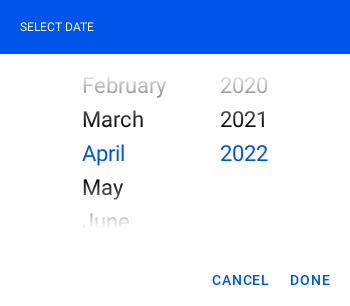 SELECT DATE
February 2020
March 2021
April 2022
May
June
CANCEL DONE